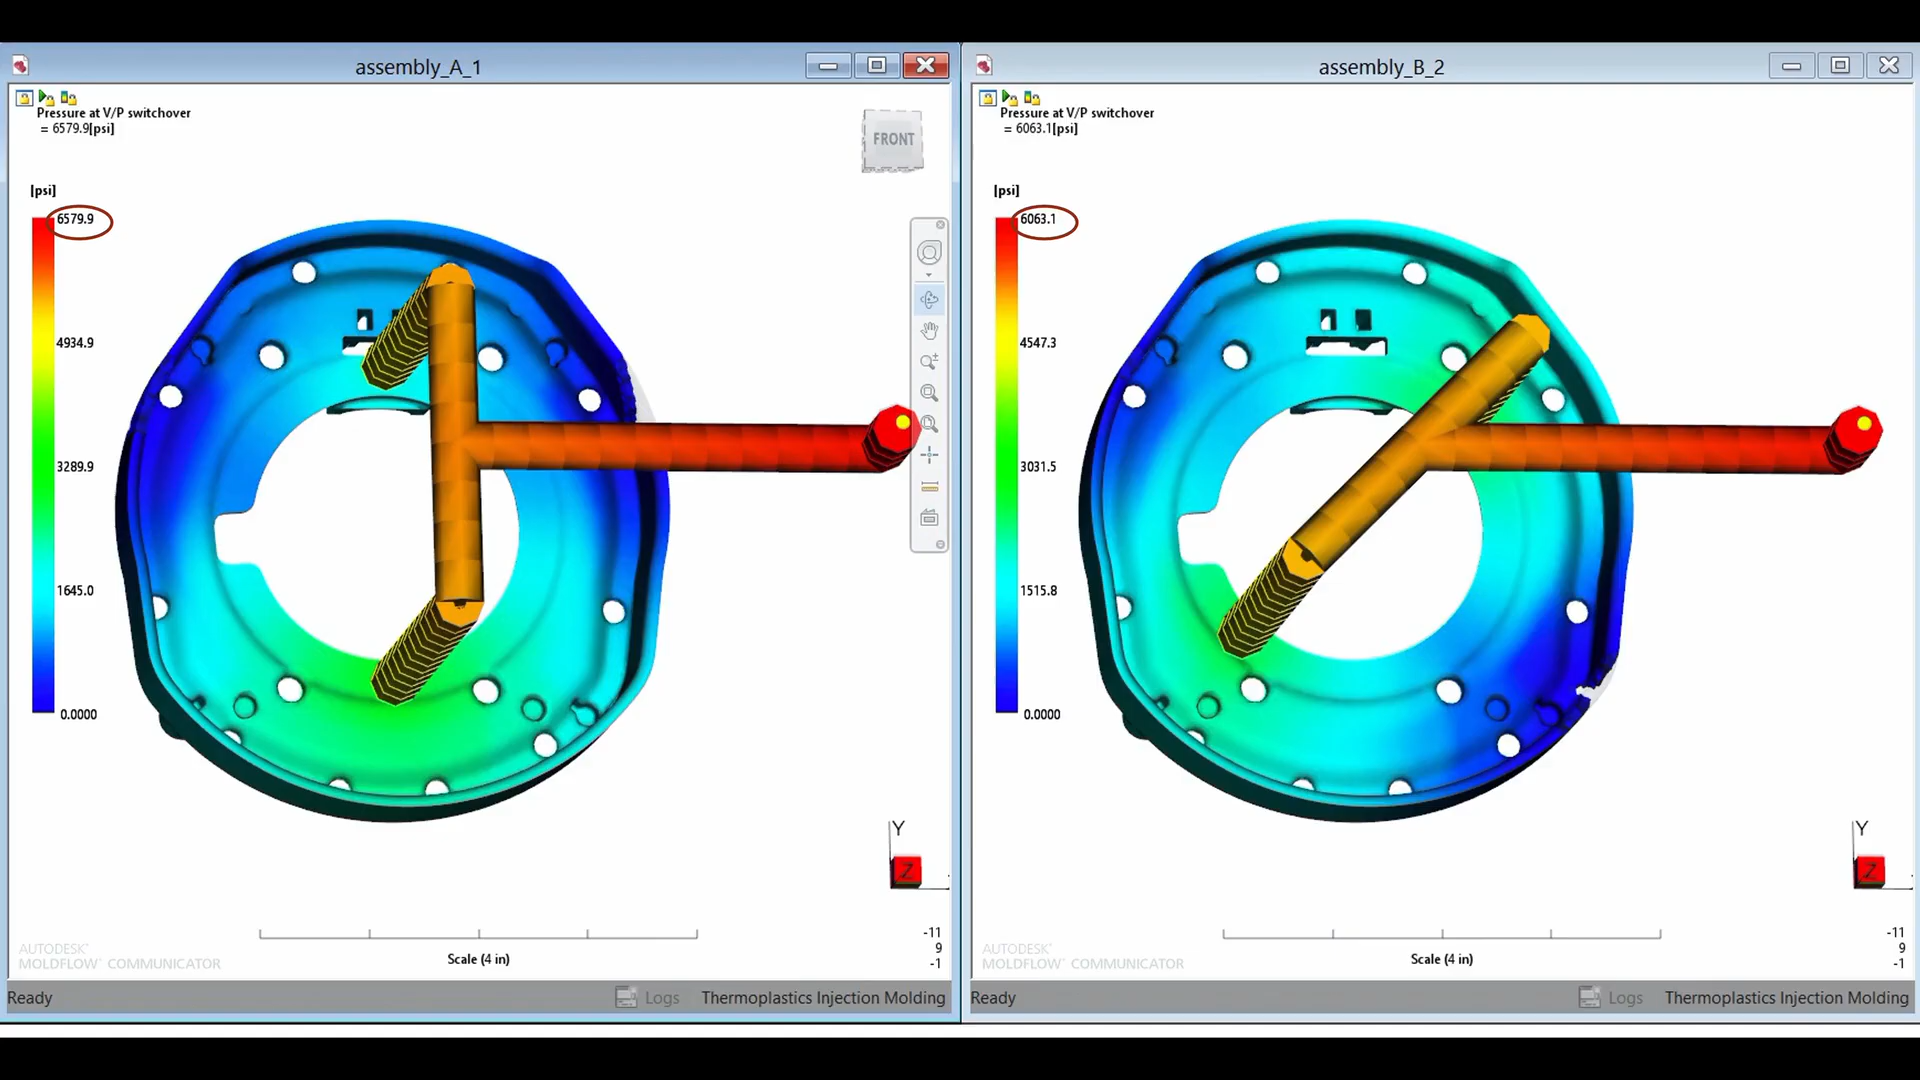 assembly_A_1
Pressure at V/P switchover
= 6579.9[psi]
FRONT
[psi]
6579.9
4934.9
3289.9
1645.0
0.0000
Y
Z
-11
9
-1
AUTODESK®
MOLDFLOW® COMMUNICATOR
Scale (4 in)
Ready
Logs
Thermoplastics Injection Molding
assembly_B_2
Pressure at V/P switchover
= 6063.1[psi]
[psi]
6063.1
4547.3
3031.5
1515.8
0.0000
Y
Z
-11
9
-1
AUTODESK®
MOLDFLOW® COMMUNICATOR
Scale (4 in)
Ready
Logs
Thermoplastics Injection Molding